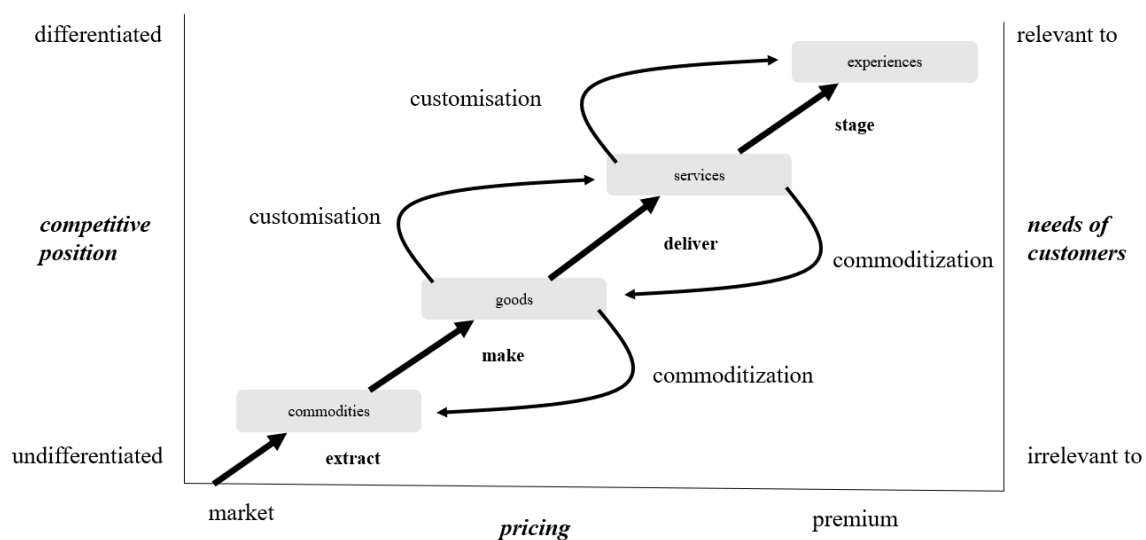 differentiated
relevant to
experiences
customisation
stage
services
customisation
competitive
position
deliver
needs of
customers
commoditization
goods
make
commoditization
commodities
undifferentiated
extract
irrelevant to
market
pricing
premium